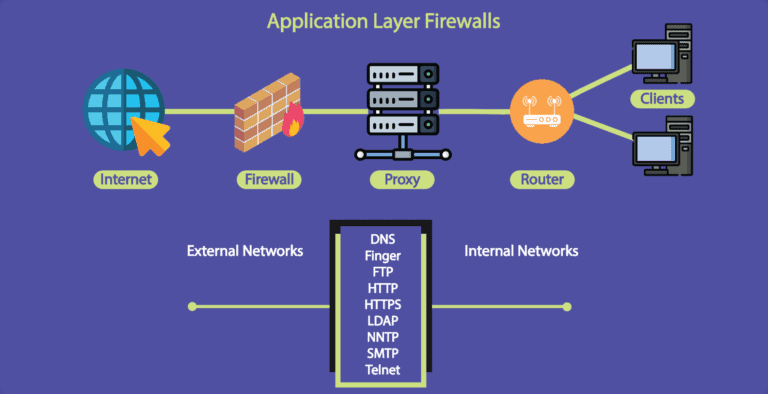 Application Layer Firewalls
Clients
Internet
Firewall
Proxy
Router
External Networks
DNS
Finger
FTP
HTTP
HTTPS
LDAP
NNTP
SMTP
Telnet
Internal Networks